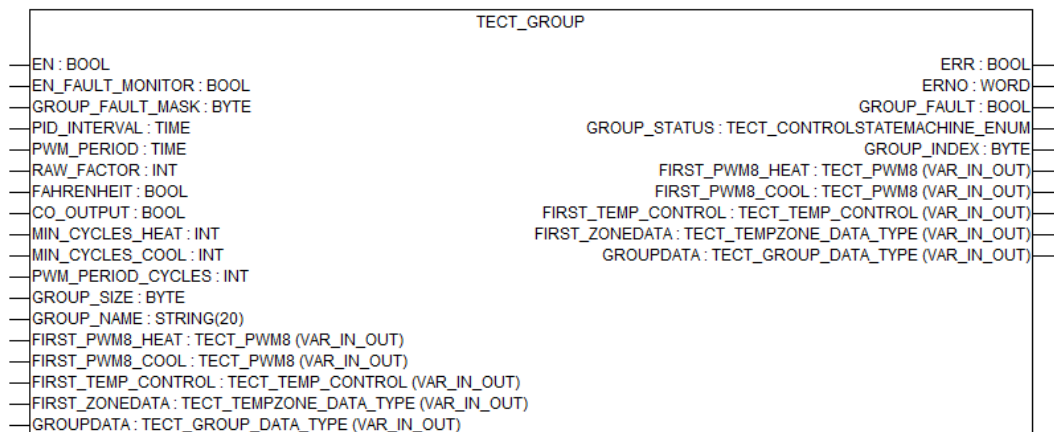 TECT_GROUP
EN : BOOL
EN_FAULT_MONITOR : BOOL
GROUP_FAULT_MASK : BYTE
PID_INTERVAL : TIME
PWM_PERIOD : TIME
RAW_FACTOR : INT
FAHRENHEIT : BOOL
CO_OUTPUT : BOOL
MIN_CYCLES_HEAT : INT
MIN_CYCLES_COOL : INT
PWM_PERIOD_CYCLES : INT
GROUP_SIZE : BYTE
GROUP_NAME : STRING(20)
FIRST_PWM8_HEAT : TECT_PWM8 (VAR_IN_OUT)
FIRST_PWM8_COOL : TECT_PWM8 (VAR_IN_OUT)
FIRST_TEMP_CONTROL : TECT_TEMP_CONTROL (VAR_IN_OUT)
FIRST_ZONEDATA : TECT_TEMPZONE_DATA_TYPE (VAR_IN_OUT)
GROUPDATA : TECT_GROUP_DATA_TYPE (VAR_IN_OUT)
ERR : BOOL
ERNO : WORD
GROUP_FAULT : BOOL
GROUP_STATUS : TECT_CONTROLSTATEMACHINE_ENUM
GROUP_INDEX : BYTE
FIRST_PWM8_HEAT : TECT_PWM8 (VAR_IN_OUT)
FIRST_PWM8_COOL : TECT_PWM8 (VAR_IN_OUT)
FIRST_TEMP_CONTROL : TECT_TEMP_CONTROL (VAR_IN_OUT)
FIRST_ZONEDATA : TECT_TEMPZONE_DATA_TYPE (VAR_IN_OUT)
GROUPDATA : TECT_GROUP_DATA_TYPE (VAR_IN_OUT)